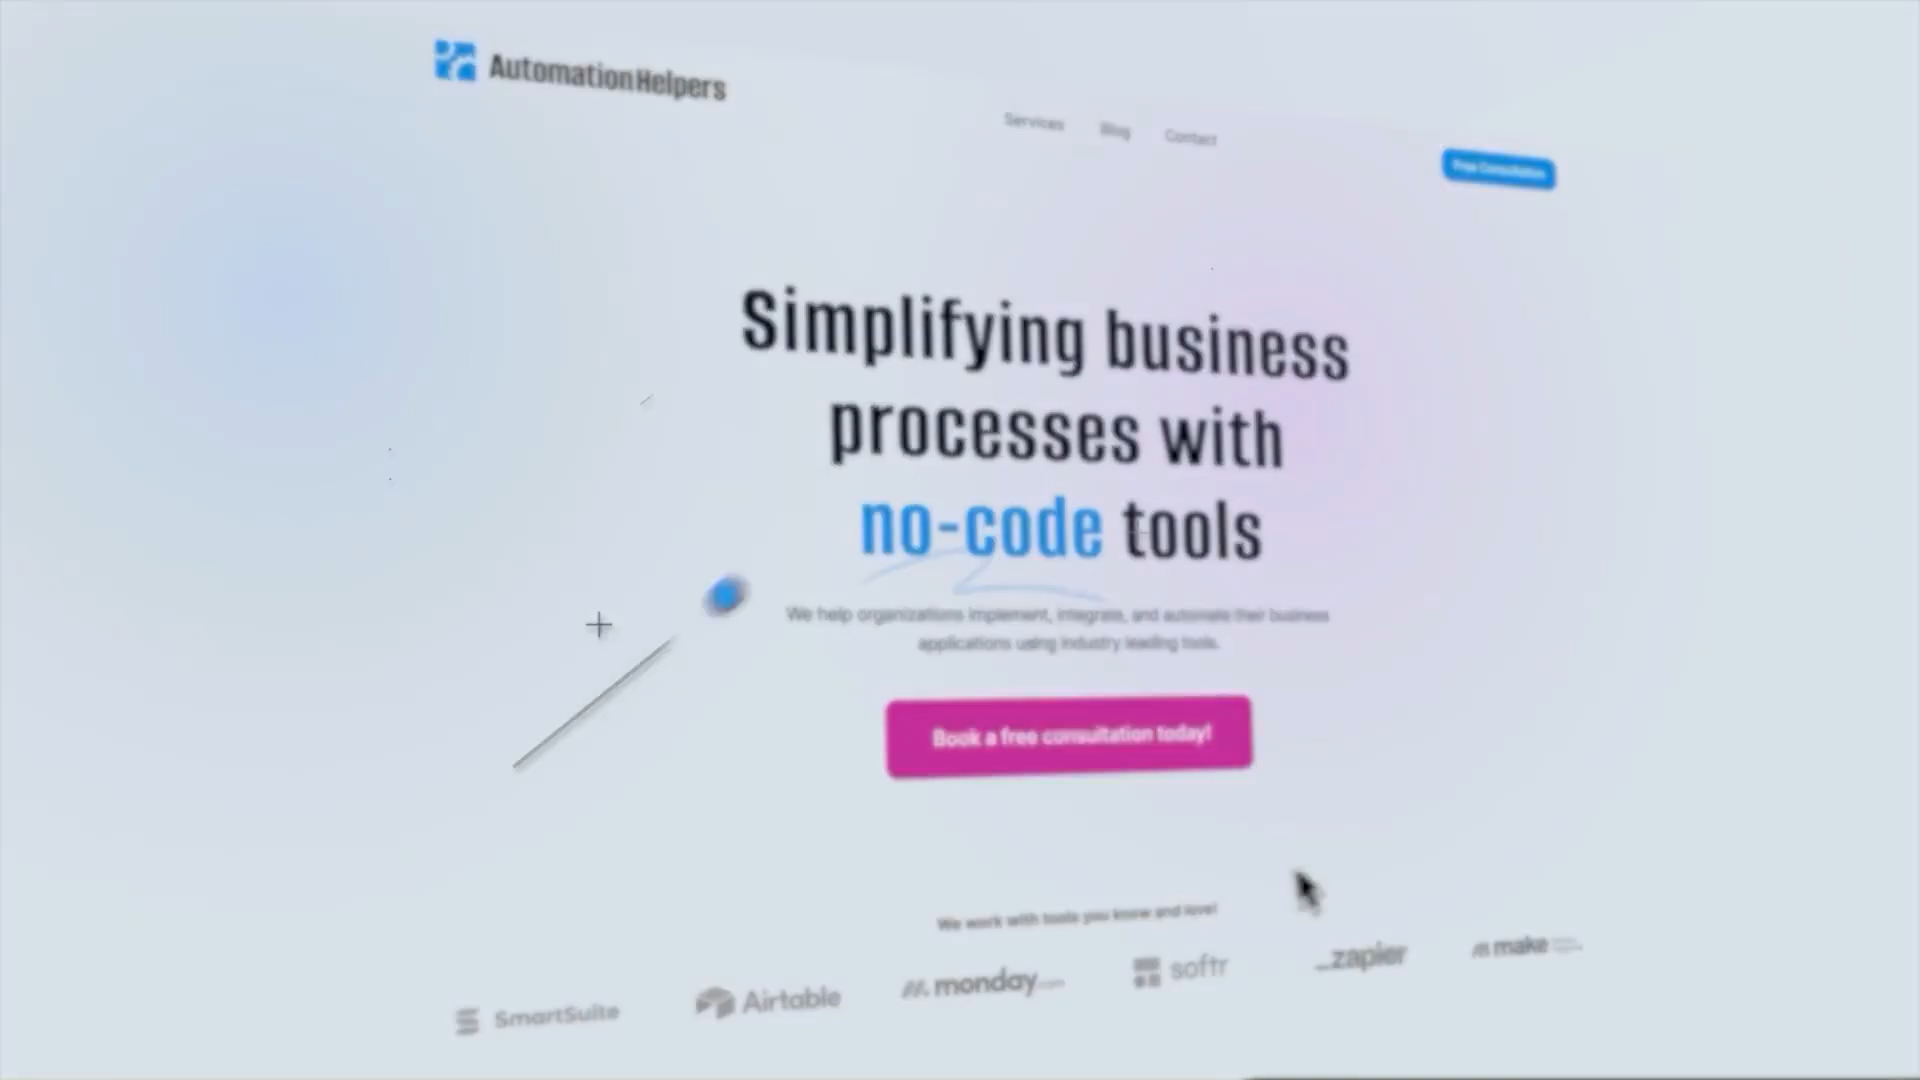 AutomationHelpers
Services Blog Contact
Free Consultation
Simplifying business
processes with
no-code tools
We help organizations implement, integrate, and automate their business
applications using industry leading tools.
Book a free consultation today!
We work with tools you know and love!
SmartSuite Airtable monday.com softr _zapier make